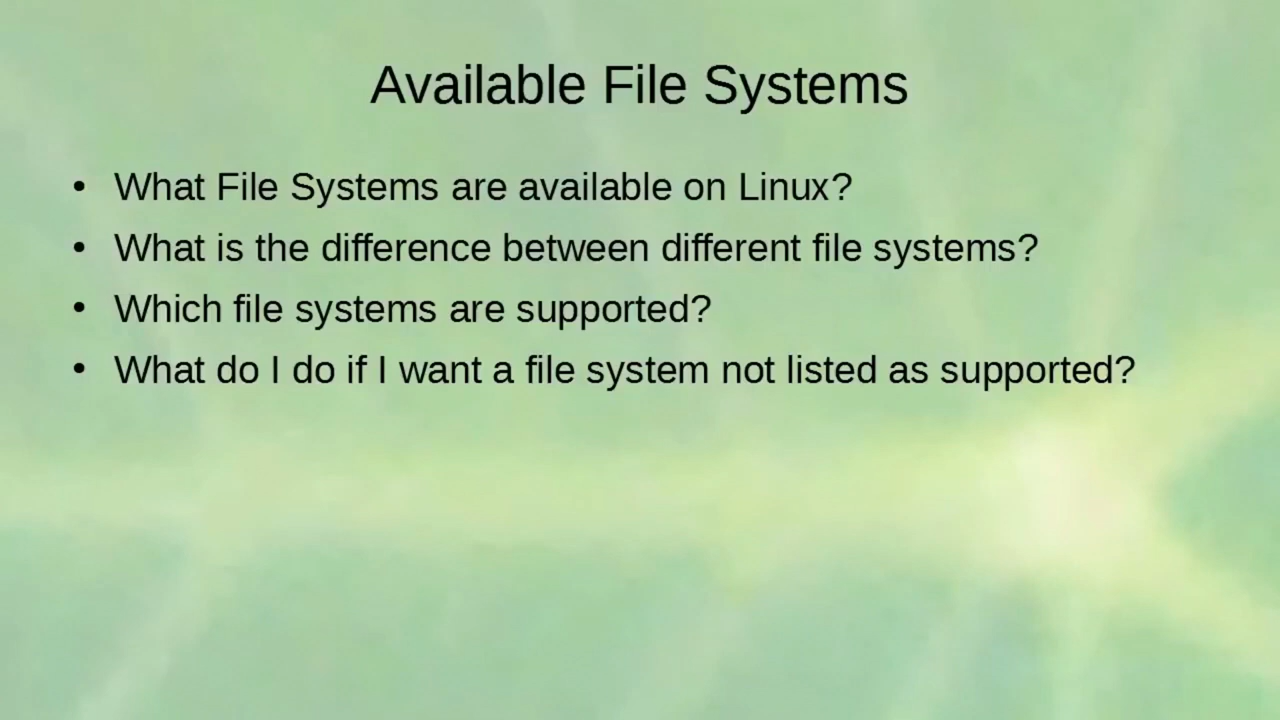 Available File Systems
• What File Systems are available on Linux?
• What is the difference between different file systems?
• Which file systems are supported?
• What do I do if I want a file system not listed as supported?